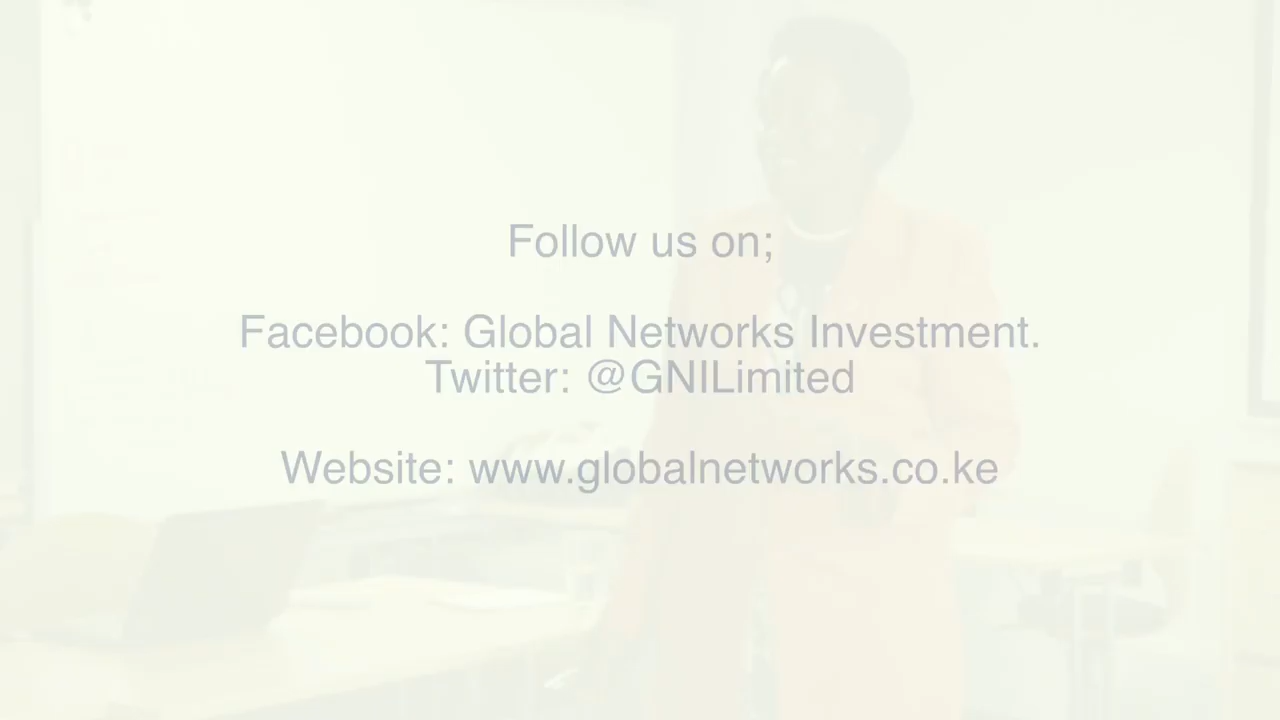 Follow us on;
Facebook: Global Networks Investment.
Twitter: @GNILimited
Website: www.globalnetworks.co.ke